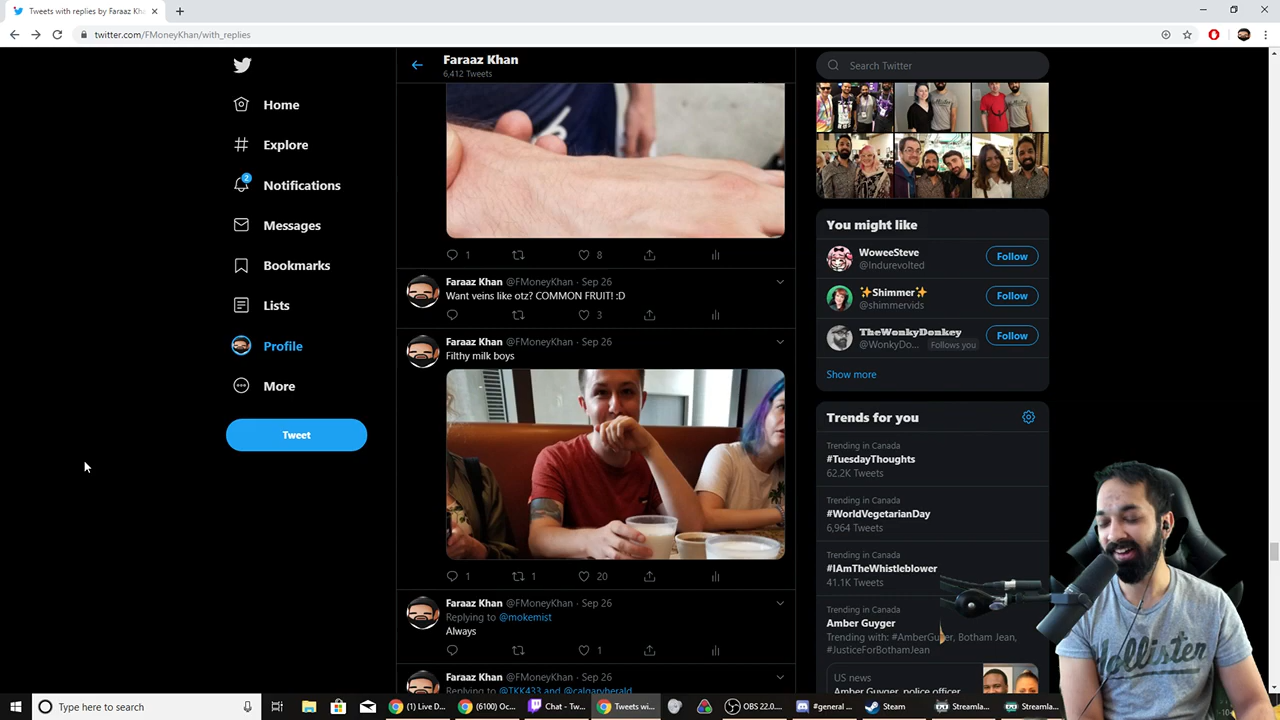 Tweets with replies by Faraaz Kha
twitter.com/FMoneyKhan/with_replies
Home
Explore
2
Notifications
Messages
Bookmarks
Lists
Profile
More
Tweet
Faraaz Khan
6,412 Tweets
1
8
Faraaz Khan @FMoneyKhan · Sep 26
Want veins like otz? COMMON FRUIT! :D
3
Faraaz Khan @FMoneyKhan · Sep 26
Filthy milk boys
1
1
20
Faraaz Khan @FMoneyKhan · Sep 26
Replying to @mokemist
Always
1
Faraaz Khan @FMoneyKhan · Sep 26
Replying to @TKK433 and @calgaryherald
Search Twitter
You might like
WoweeSteve
@Indurevolted
Follow
✨Shimmer✨
@shimmervids
Follow
TheWonkyDonkey
@WonkyDo... Follows you
Follow
Show more
Trends for you
Trending in Canada
#TuesdayThoughts
62.2K Tweets
Trending in Canada
#WorldVegetarianDay
6,964 Tweets
Trending in Canada
#IAmTheWhistleblower
41.1K Tweets
Trending in Canada
Amber Guyger
Trending with: #AmberGuyger, Botham Jean,
#JusticeForBothamJean
US news
Amber Guyger, police officer
Hollister
Type here to search
(1) Live D...
(6100) Oc...
Chat - Tw...
Tweets wi...
OBS 22.0....
#general ...
Steam
Streamla...
Streamla...